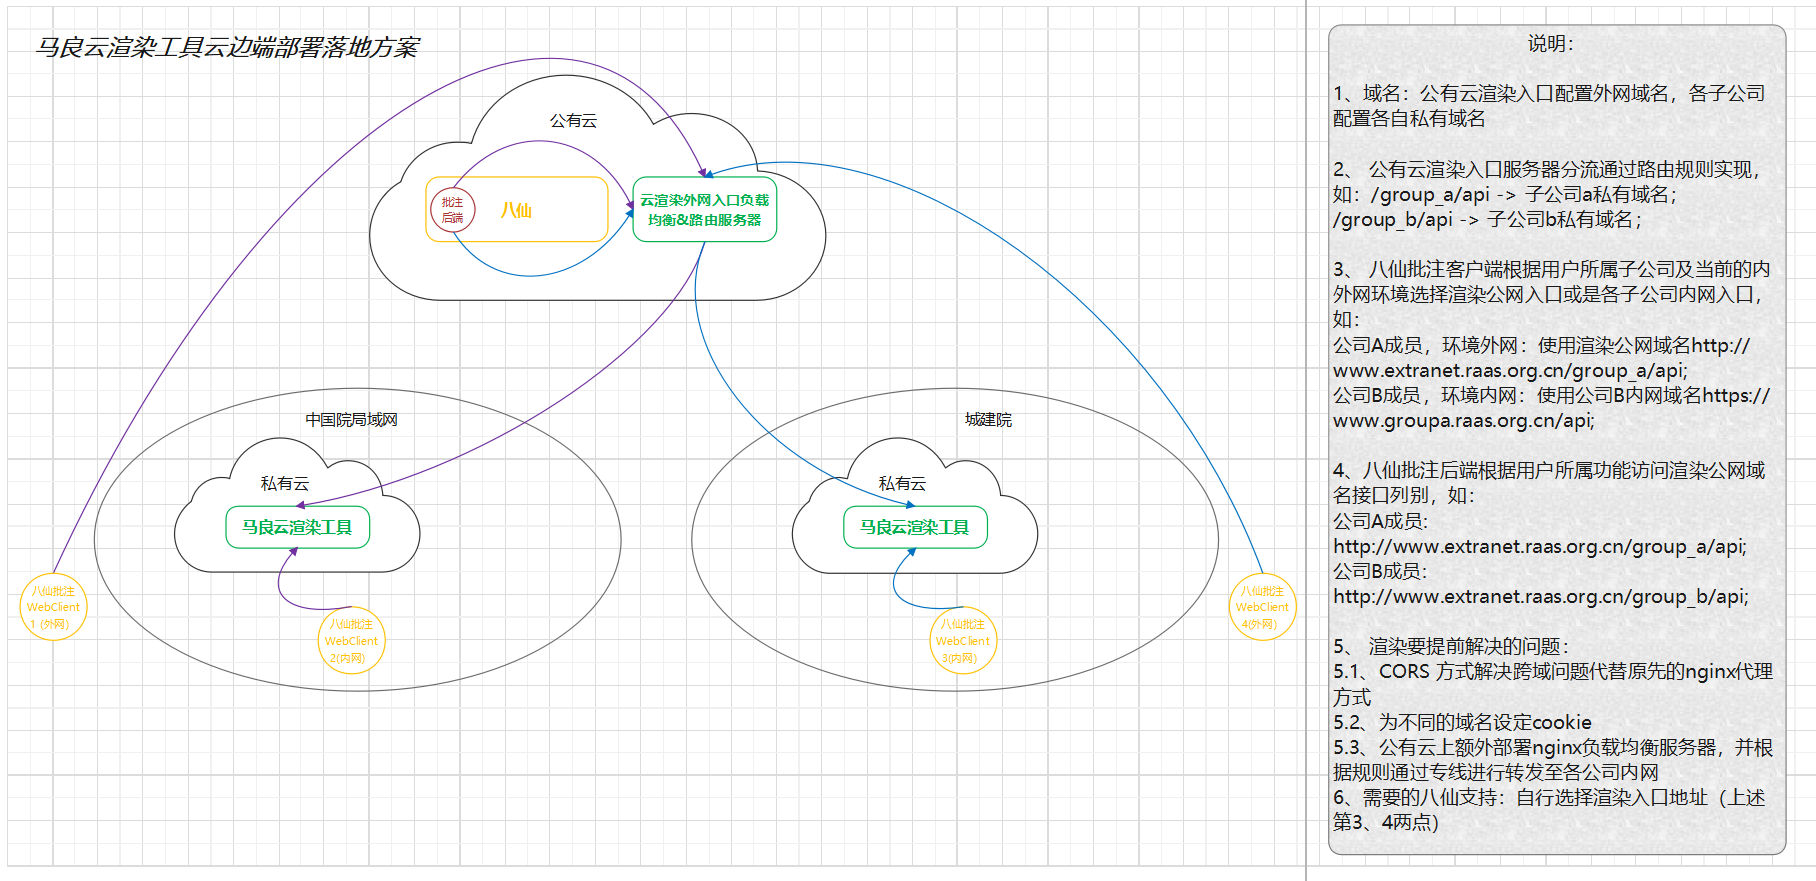 马良云渲染工具云边端部署落地方案
公有云
批注
后端
八仙
云渲染外网入口负载
均衡&路由服务器
中国院局域网
私有云
马良云渲染工具
八仙批注
WebClient
1 (外网)
八仙批注
WebClient
2(内网)
城建院
私有云
马良云渲染工具
八仙批注
WebClient
3(内网)
八仙批注
WebClient
4(外网)
说明：
1、域名：公有云渲染入口配置外网域名，各子公司
配置各自私有域名
2、 公有云渲染入口服务器分流通过路由规则实现，
如：/group_a/api -> 子公司a私有域名；
/group_b/api -> 子公司b私有域名；
3、 八仙批注客户端根据用户所属子公司及当前的内
外网环境选择渲染公网入口或是各子公司内网入口，
如：
公司A成员，环境外网：使用渲染公网域名http://
www.extranet.raas.org.cn/group_a/api;
公司B成员，环境内网：使用公司B内网域名https://
www.groupa.raas.org.cn/api;
4、八仙批注后端根据用户所属功能访问渲染公网域
名接口列别，如：
公司A成员:
http://www.extranet.raas.org.cn/group_a/api;
公司B成员:
http://www.extranet.raas.org.cn/group_b/api;
5、 渲染要提前解决的问题：
5.1、CORS 方式解决跨域问题代替原先的nginx代理
方式
5.2、为不同的域名设定cookie
5.3、公有云上额外部署nginx负载均衡服务器，并根
据规则通过专线进行转发至各公司内网
6、需要的八仙支持：自行选择渲染入口地址（上述
第3、4两点）